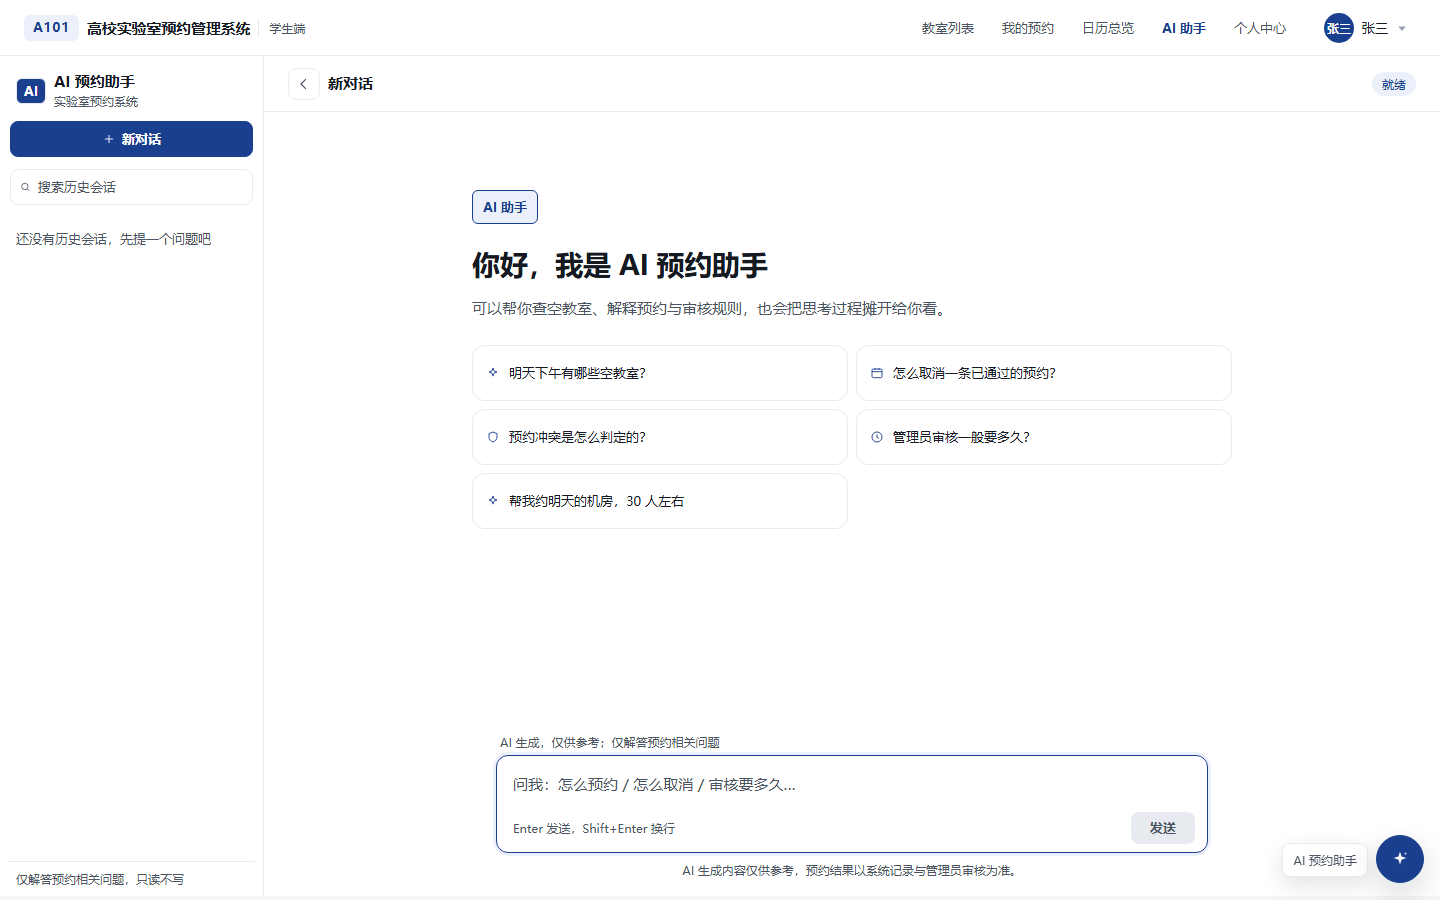 A101 高校实验室预约管理系统 学生端
教室列表 我的预约 日历总览 AI 助手 个人中心 张三 张三
AI AI 预约助手
实验室预约系统
+ 新对话
搜索历史会话
还没有历史会话，先提一个问题吧
仅解答预约相关问题，只读不写
新对话 就绪
AI 助手
你好，我是 AI 预约助手
可以帮你查空教室、解释预约与审核规则，也会把思考过程摊开给你看。
明天下午有哪些空教室？ 怎么取消一条已通过的预约？
预约冲突是怎么判定的？ 管理员审核一般要多久？
帮我约明天的机房，30 人左右
AI 生成，仅供参考；仅解答预约相关问题
问我：怎么预约 / 怎么取消 / 审核要多久...
Enter 发送，Shift+Enter 换行 发送
AI 生成内容仅供参考，预约结果以系统记录与管理员审核为准。
AI 预约助手